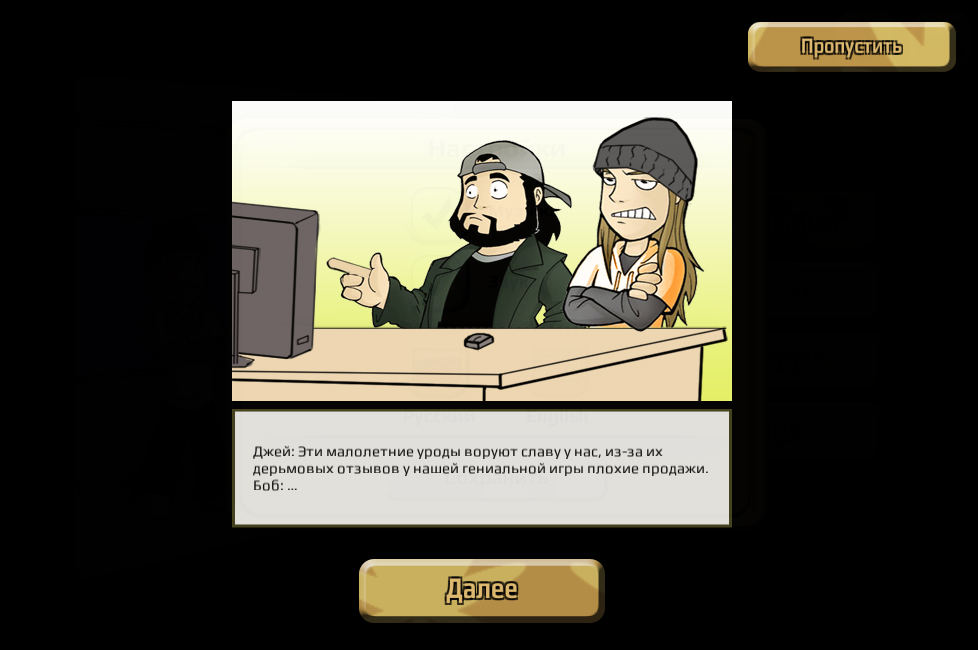 Пропустить
Джей: Эти малолетние уроды воруют славу у нас, из-за их
дерьмовых отзывов у нашей гениальной игры плохие продажи.
Боб: ...
Далее